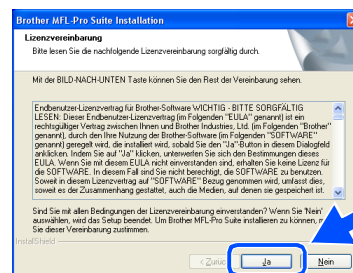 Brother MFL-Pro Suite Installation
Lizenzvereinbarung
Bitte lesen Sie die nachfolgende Lizenzvereinbarung sorgfältig durch.
Mit der BILD-NACH-UNTEN Taste können Sie den Rest der Vereinbarung sehen.
Endbenutzer-Lizenzvertrag für Brother-Software WICHTIG - BITTE SORGFÄLTIG
LESEN: Dieser Endbenutzer-Lizenzvertrag (im Folgenden "EULA" genannt) ist ein
rechtsgültiger Vertrag zwischen Ihnen und Brother Industries, Ltd. (im Folgenden "Brother"
genannt), durch den Ihre Nutzung der Brother-Software (im Folgenden "SOFTWARE"
genannt) geregelt wird, die installiert wird, sobald Sie den "Ja"-Button in diesem Dialogfeld
anklicken. Indem Sie auf "Ja" klicken, unterwerfen Sie sich den Bestimmungen dieses
EULA. Wenn Sie mit diesem EULA nicht einverstanden sind, erhalten Sie keine Lizenz für
die SOFTWARE. In diesem Fall sind Sie nicht berechtigt, die SOFTWARE zu benutzen.
Soweit in diesem Lizenzvertrag auf "SOFTWARE" Bezug genommen wird, umfasst dies,
soweit es der Zusammenhang gestattet, auch die Medien, auf denen sie gespeichert ist.
Sind Sie mit allen Bedingungen der Lizenzvereinbarung einverstanden? Wenn Sie 'Nein'
auswählen, wird das Setup beendet. Um Brother MFL-Pro Suite installieren zu können, m
Sie dieser Vereinbarung zustimmen.
InstallShield
< Zurück
Ja
Nein